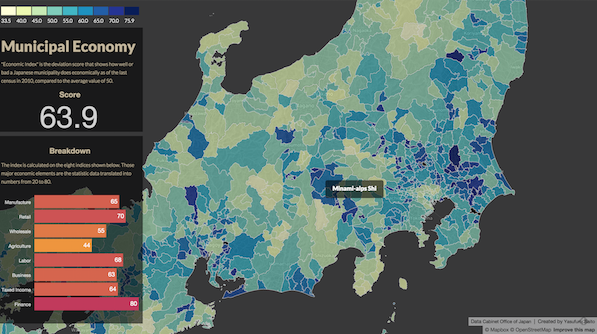 33.5 40.0 45.0 50.0 55.0 60.0 65.0 70.0 75.9
Municipal Economy
"Economic Index" is the deviation score that shows how well or
bad a Japanese municipality does economically as of the last
census in 2010, compared to the average value of 50.
Score
63.9
Breakdown
The index is calculated on the eight indices shown below. These
major economic elements are the statistic data translated into
numbers from 20 to 80.
Manufacture 65
Retail 70
Wholesale 55
Agriculture 44
Labor 68
Business 63
Taxed Income 64
Finance 80
Minami-alps Shi
Data Cabinet Office of Japan | Created by
© Mapbox © OpenStreetMap Improve this map